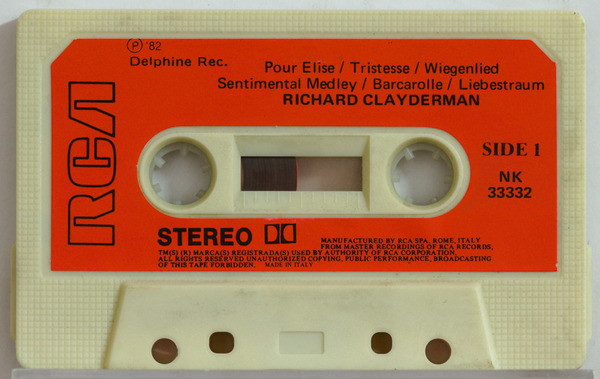 ℗ '82
Delphine Rec.
Pour Elise / Tristesse / Wiegenlied
Sentimental Medley / Barcarolle / Liebestraum
RICHARD CLAYDERMAN
RCA
SIDE 1
NK
33332
STEREO
MANUFACTURED BY RCA SPA, ROME, ITALY
FROM MASTER RECORDINGS OF RCA RECORDS,
TM(S) (R) MARCA(S) REGISTRADA(S) USED BY AUTHORITY OF RCA CORPORATION,
ALL RIGHTS RESERVED UNAUTHORIZED COPYING, PUBLIC PERFORMANCE, BROADCASTING
OF THIS TAPE FORBIDDEN. MADE IN ITALY